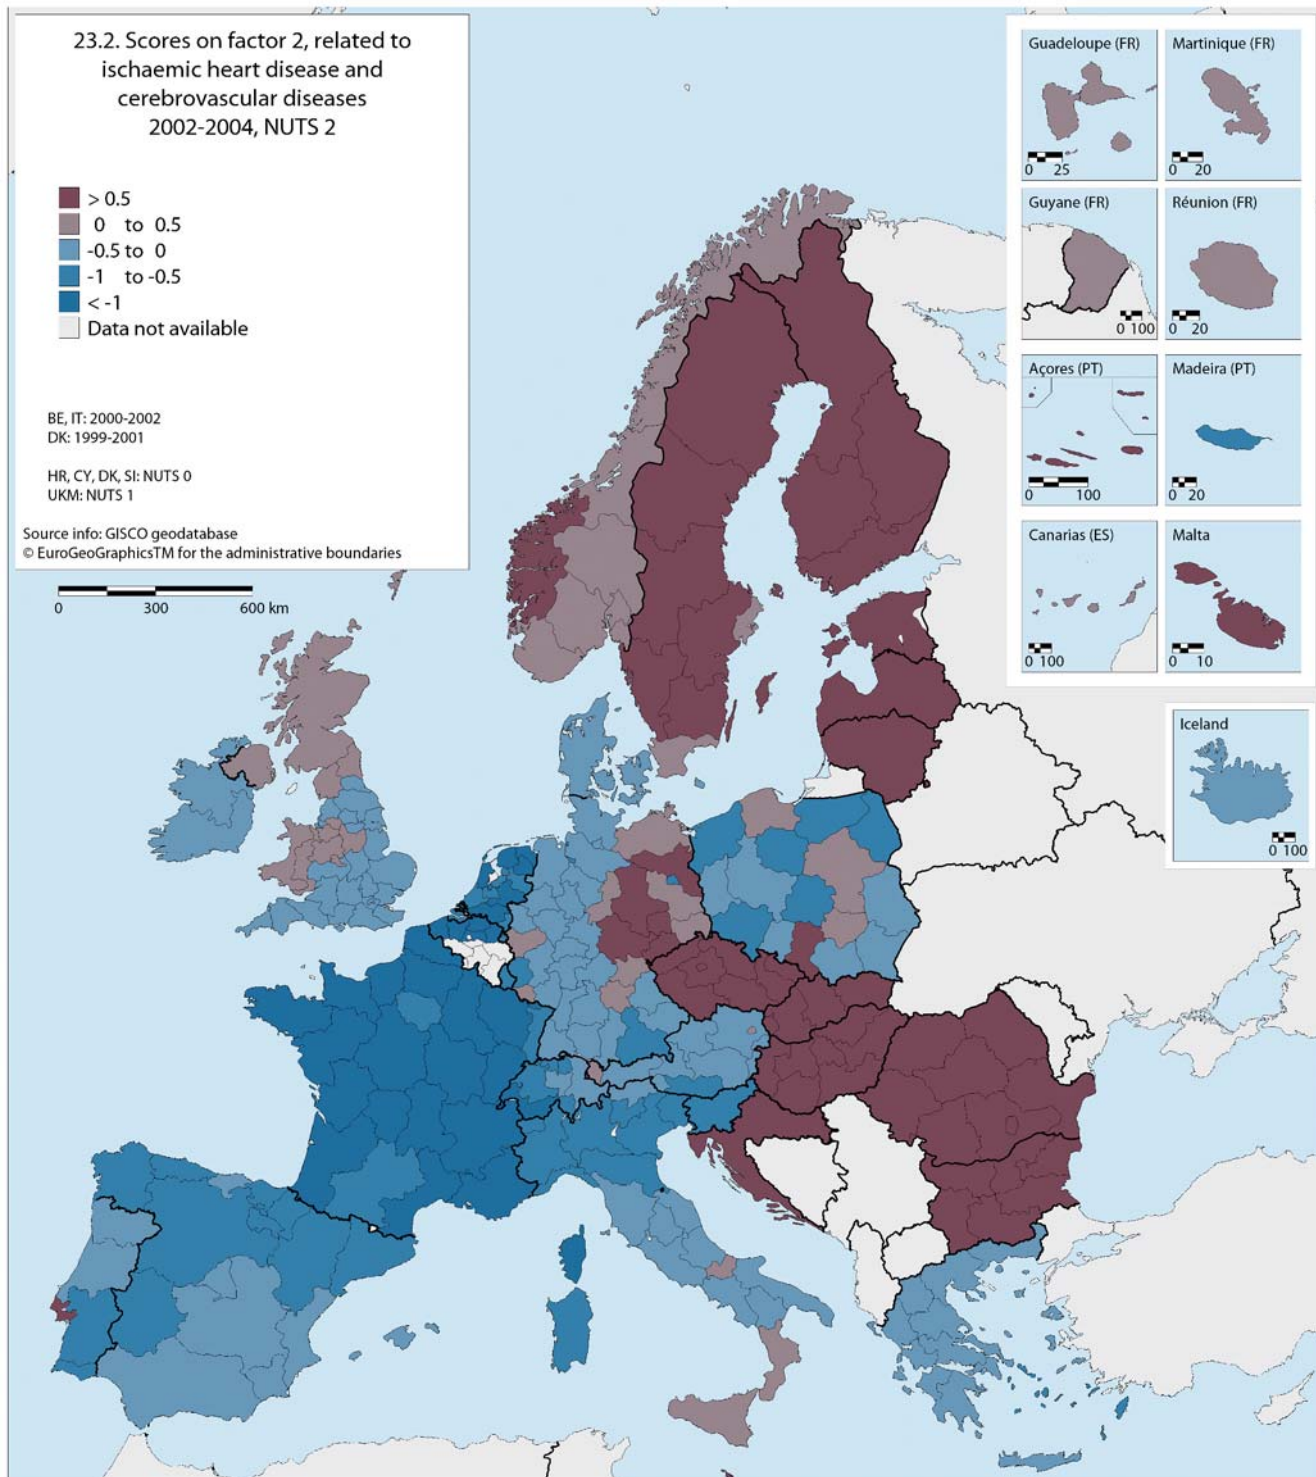 23.2. Scores on factor 2, related to
ischaemic heart disease and
cerebrovascular diseases
2002-2004, NUTS 2
> 0.5
0 to 0.5
-0.5 to 0
-1 to -0.5
< -1
Data not available
BE, IT: 2000-2002
DK: 1999-2001
HR, CY, DK, SI: NUTS 0
UKM: NUTS 1
Source info: GISCO geodatabase
© EuroGeoGraphicsTM for the administrative boundaries
0 300 600 km
Guadeloupe (FR)
0 25
Martinique (FR)
0 20
Guyane (FR)
0 100
Réunion (FR)
0 20
Açores (PT)
0 100
Madeira (PT)
0 20
Canarias (ES)
0 100
Malta
0 10
Iceland
0 100